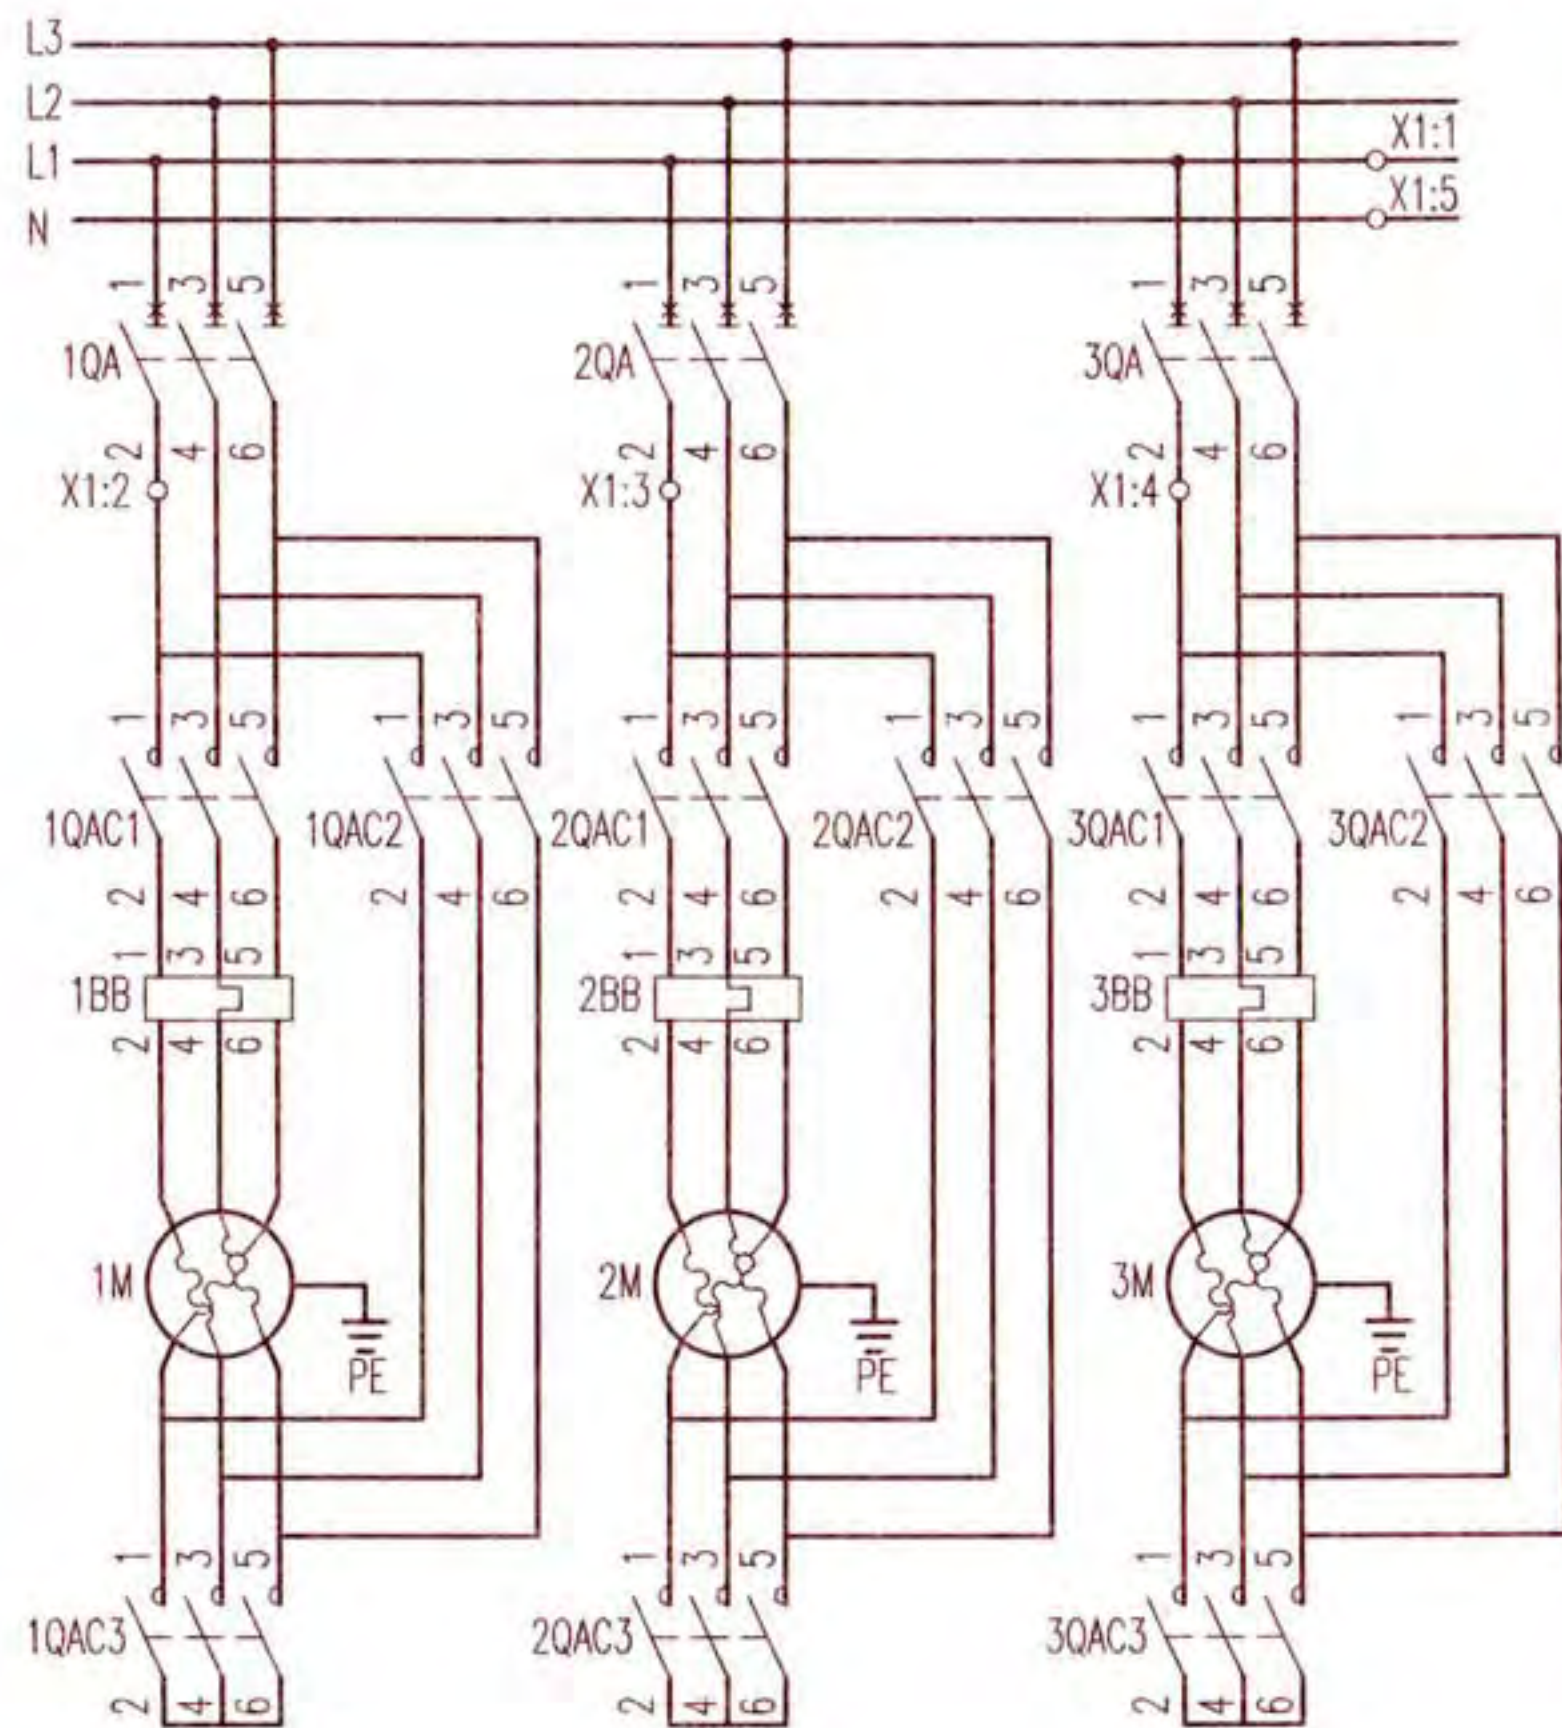 L3
L2
X1:1
L1
X1:5
N
1 3 5 1 3 5 1 3 5
1QA 2QA 3QA
2 4 6 2 4 6 2 4 6
X1:2 X1:3 X1:4
1 3 5 1 3 5 1 3 5 1 3 5 1 3 5 1 3 5
1QAC1 1QAC2 2QAC1 2QAC2 3QAC1 3QAC2
2 4 6 2 4 6 2 4 6 2 4 6 2 4 6 2 4 6
1 3 5 1 3 5 1 3 5
1BB 2BB 3BB
2 4 6 2 4 6 2 4 6
1M 2M 3M
PE PE PE
1 3 5 1 3 5 1 3 5
1QAC3 2QAC3 3QAC3
2 4 6 2 4 6 2 4 6